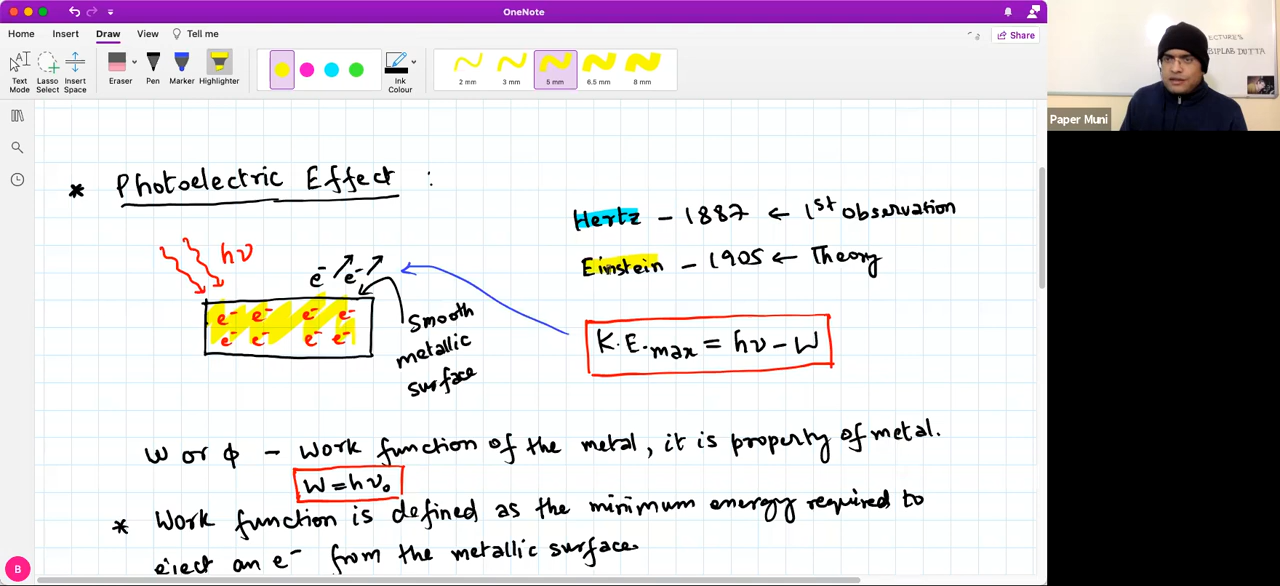 OneNote
Home Insert Draw View Tell me
Share
Text Mode
Lasso Select
Insert Space
Eraser
Pen
Marker
Highlighter
Ink Colour
2 mm
3 mm
5 mm
6.5 mm
8 mm
BIPLAB DUTTA
Paper Muni
* Photoelectric Effect :
Hertz - 1887 ← 1st observation
Einstein - 1905 ← Theory
hν
e⁻ e⁻
e⁻ e⁻ e⁻ e⁻
e⁻ e⁻ e⁻ e⁻
Smooth
metallic
surface
K.E.max = hν - W
W or ϕ - Work function of the metal, it is property of metal.
W = hν₀
* Work function is defined as the minimum energy required to
eject an e⁻ from the metallic surface.
B